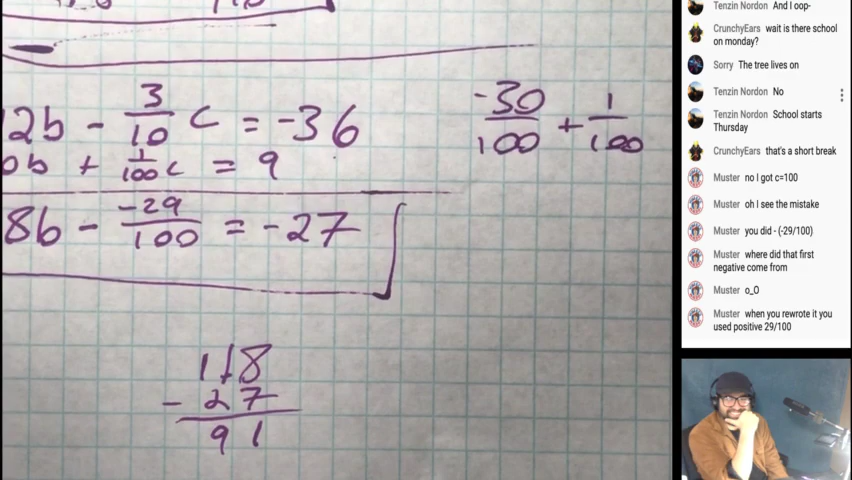 -30/100 + 1/100
12b - 3/10 c = -36
0b + 1/100 c = 9
8b - -29/100 = -27
118
- 27
91
Tenzin Nordon And I oop-
CrunchyEars wait is there school
on monday?
Sorry The tree lives on
Tenzin Nordon No
Tenzin Nordon School starts
Thursday
CrunchyEars that's a short break
Muster no I got c=100
Muster oh I see the mistake
Muster you did - (-29/100)
Muster where did that first
negative come from
Muster o_O
Muster when you rewrote it you
used positive 29/100